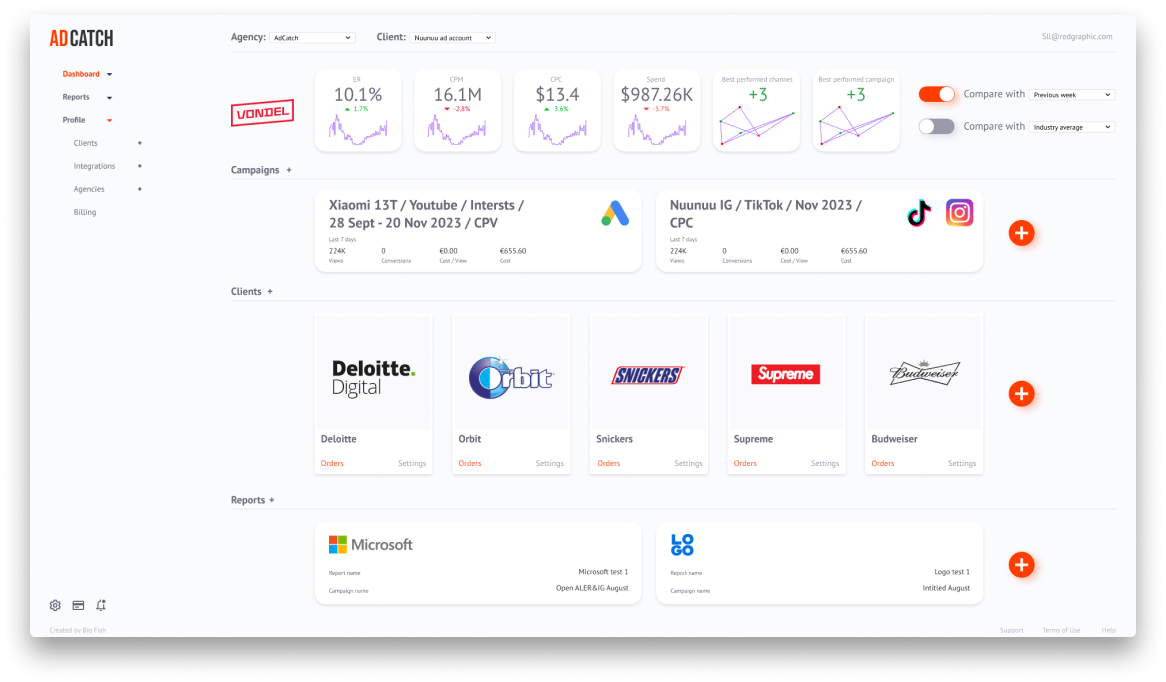 ADCATCH
Agency: AdCatch Client: Nuunuu ad account
Sll@redgraphic.com
Dashboard
Reports
Profile
Clients +
Integrations +
Agencies +
Billing
VONDEL
ER
10.1%
1.7%
CPM
16.1M
-2.8%
CPC
$13.4
3.6%
Spend
$987.26K
-3.7%
Best performed channel
+3
Best performed campaign
+3
Compare with Previous week
Compare with Industry average
Campaigns +
Xiaomi 13T / Youtube / Intersts /
28 Sept - 20 Nov 2023 / CPV
Last 7 days
224K 0 €0.00 €655.60
Views Conversions Cost / View Cost
Nuunuu IG / TikTok / Nov 2023 /
CPC
Last 7 days
224K 0 €0.00 €655.60
Views Conversions Cost / View Cost
+
Clients +
Deloitte.
Digital
Deloitte
Orders Settings
Orbit
Orbit
Orders Settings
SNICKERS
Snickers
Orders Settings
Supreme
Supreme
Orders Settings
Budweiser
Budweiser
Orders Settings
+
Reports +
Microsoft
Report name Microsoft test 1
Campaign name Open ALER&IG August
LO
GO
Report name Logo test 1
Campaign name Intitled August
+
Created by Big Fish
Support Terms of Use Help